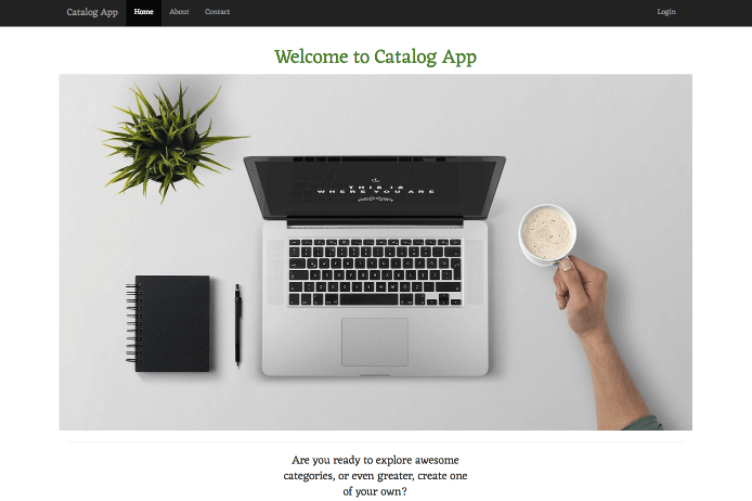 Catalog App Home About Contact Login
Welcome to Catalog App
THIS IS
WHERE YOU ARE
Are you ready to explore awesome
categories, or even greater, create one
of your own?